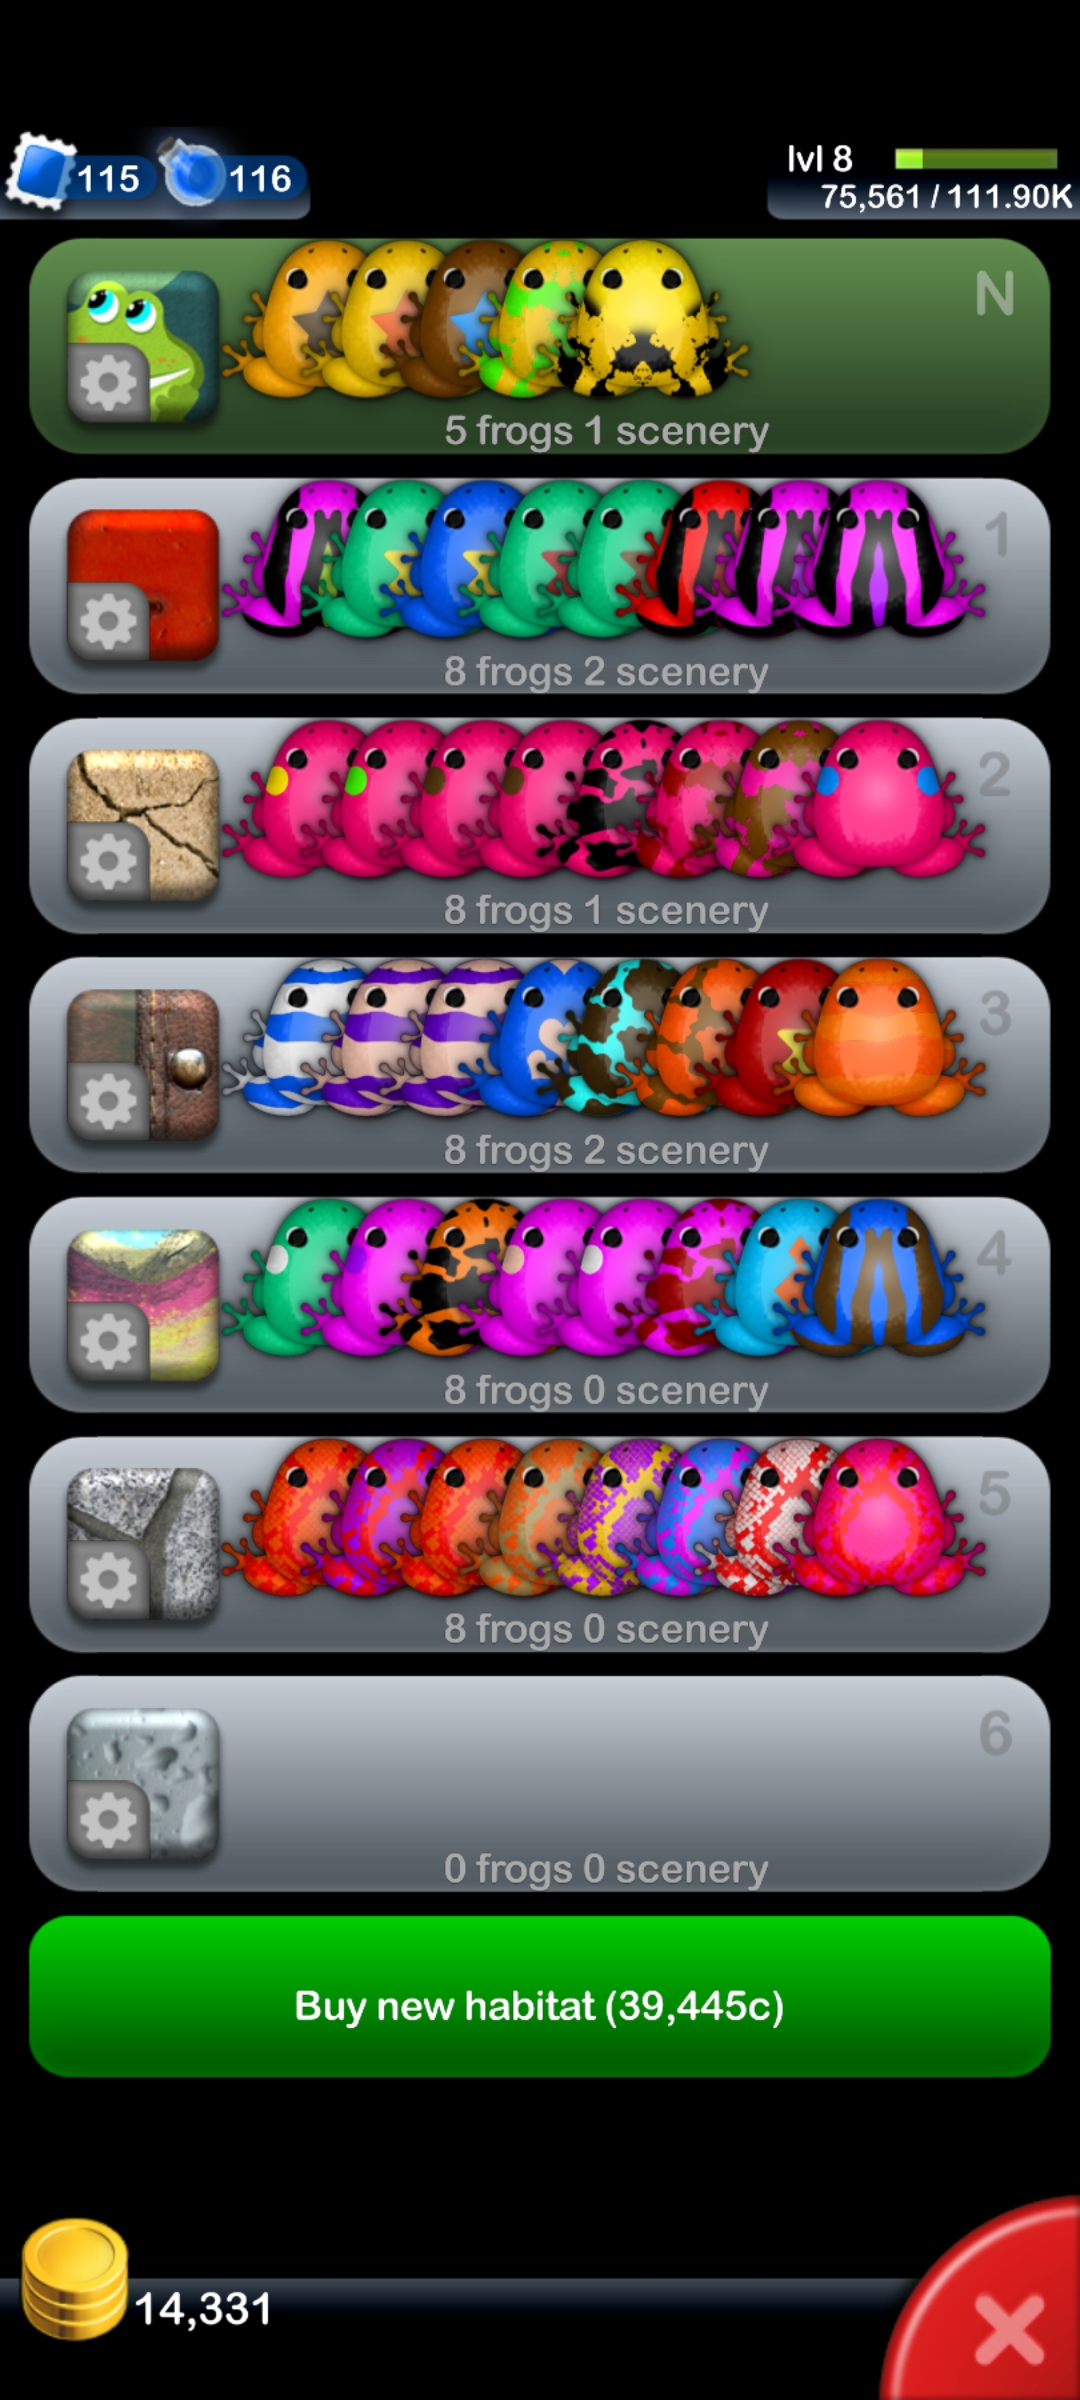 115 116
lvl 8
75,561 / 111.90K
N
5 frogs 1 scenery
1
8 frogs 2 scenery
2
8 frogs 1 scenery
3
8 frogs 2 scenery
4
8 frogs 0 scenery
5
8 frogs 0 scenery
6
0 frogs 0 scenery
Buy new habitat (39,445c)
14,331